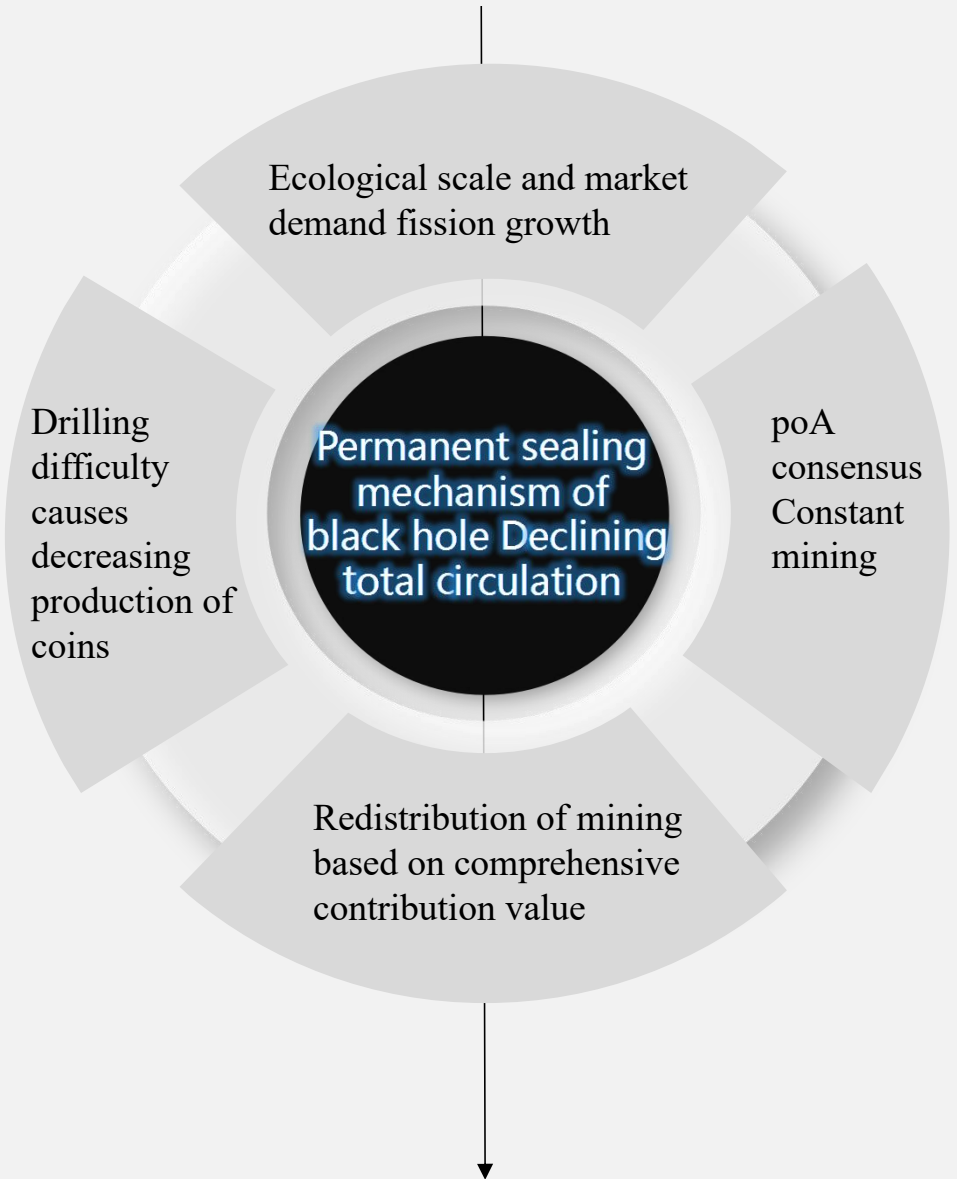 Ecological scale and market
demand fission growth
Drilling
difficulty
causes
decreasing
production of
coins
Permanent sealing
mechanism of
black hole Declining
total circulation
poA
consensus
Constant
mining
Redistribution of mining
based on comprehensive
contribution value